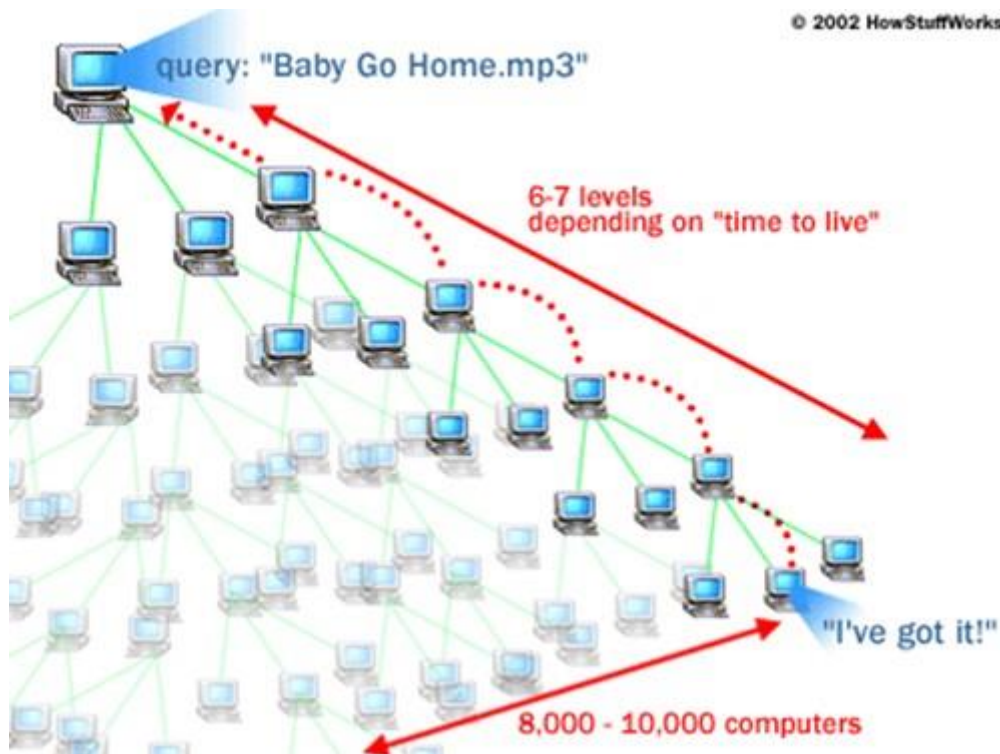 © 2002 HowStuffWorks
query: "Baby Go Home.mp3"
6-7 levels
depending on "time to live"
"I've got it!"
8,000 - 10,000 computers